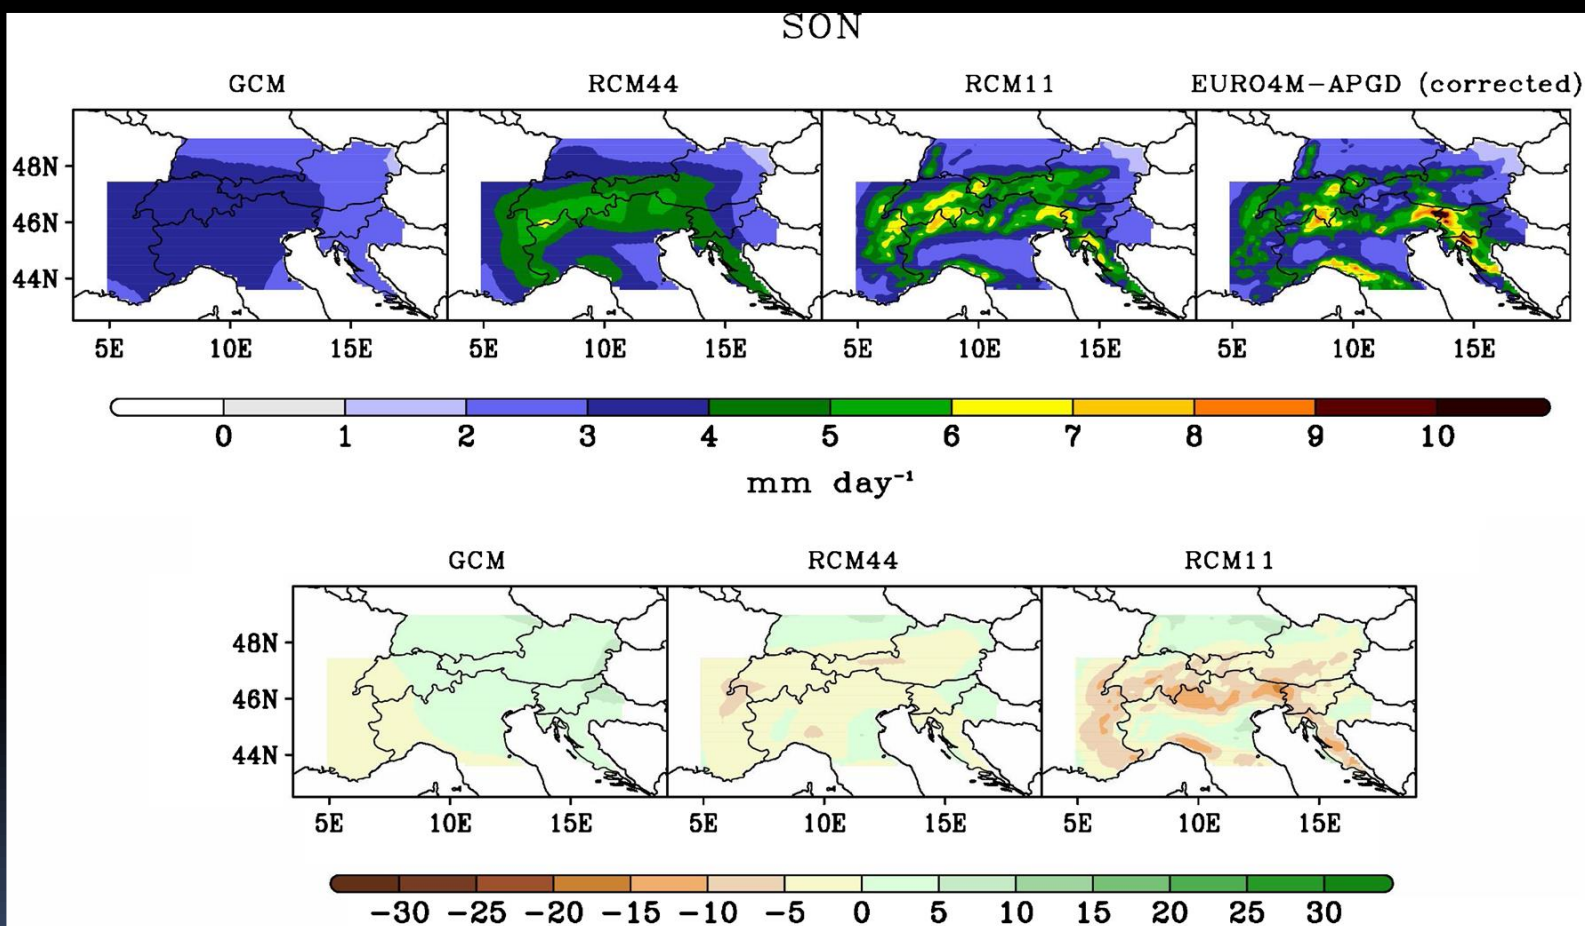 SON
GCM RCM44 RCM11 EURO4M-APGD (corrected)
48N
46N
44N
5E 10E 15E 5E 10E 15E 5E 10E 15E 5E 10E 15E
0 1 2 3 4 5 6 7 8 9 10
mm day⁻¹
GCM RCM44 RCM11
48N
46N
44N
5E 10E 15E 5E 10E 15E 5E 10E 15E
−30 −25 −20 −15 −10 −5 0 5 10 15 20 25 30